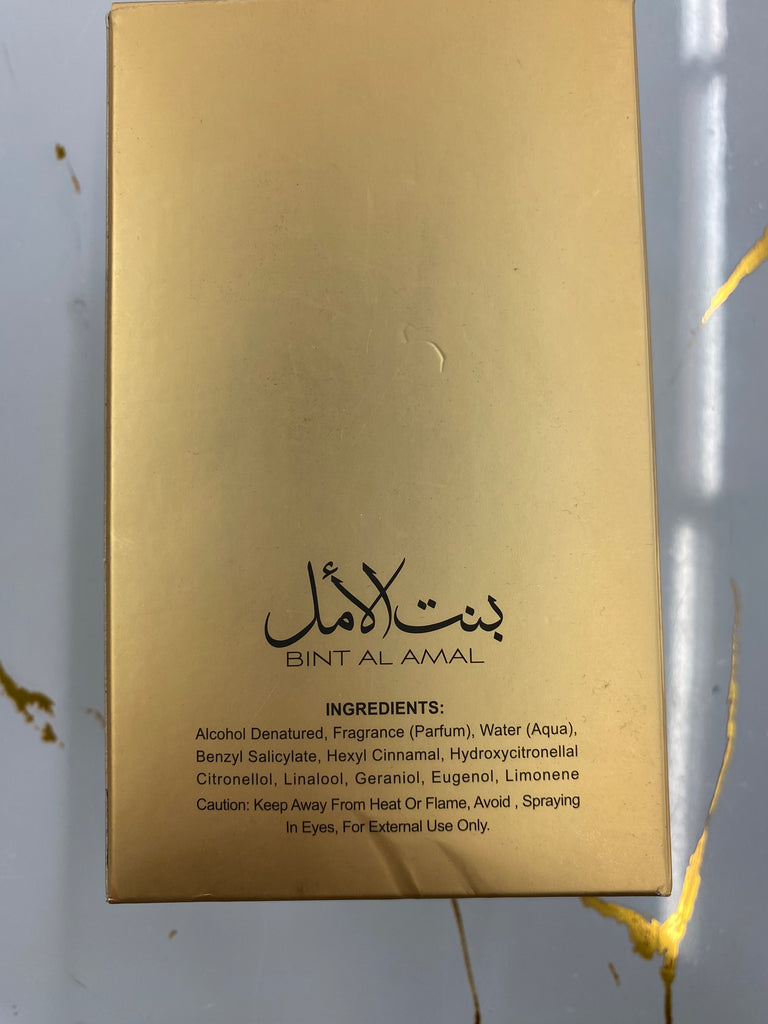 بنت الأمل
BINT AL AMAL
INGREDIENTS:
Alcohol Denatured, Fragrance (Parfum), Water (Aqua),
Benzyl Salicylate, Hexyl Cinnamal, Hydroxycitronellal
Citronellol, Linalool, Geraniol, Eugenol, Limonene
Caution: Keep Away From Heat Or Flame, Avoid , Spraying
In Eyes, For External Use Only.